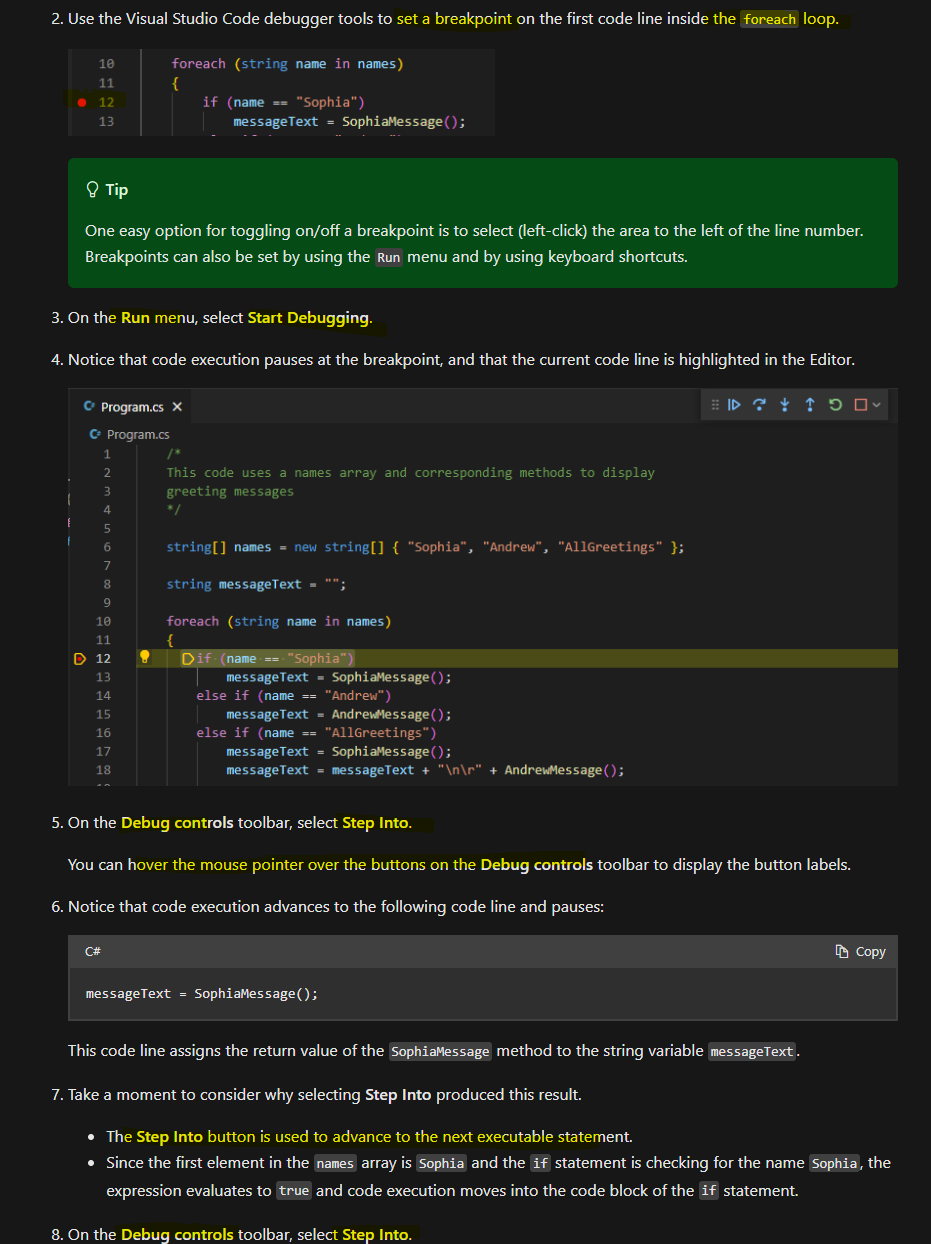 2. Use the Visual Studio Code debugger tools to set a breakpoint on the first code line inside the foreach loop.
10 foreach (string name in names)
11 {
12 if (name == "Sophia")
13 messageText = SophiaMessage();
Tip
One easy option for toggling on/off a breakpoint is to select (left-click) the area to the left of the line number.
Breakpoints can also be set by using the Run menu and by using keyboard shortcuts.
3. On the Run menu, select Start Debugging.
4. Notice that code execution pauses at the breakpoint, and that the current code line is highlighted in the Editor.
Program.cs
Program.cs
1 /*
2 This code uses a names array and corresponding methods to display
3 greeting messages
4 */
5
6 string[] names = new string[] { "Sophia", "Andrew", "AllGreetings" };
7
8 string messageText = "";
9
10 foreach (string name in names)
11 {
12 if (name == "Sophia")
13 messageText = SophiaMessage();
14 else if (name == "Andrew")
15 messageText = AndrewMessage();
16 else if (name == "AllGreetings")
17 messageText = SophiaMessage();
18 messageText = messageText + "\n\r" + AndrewMessage();
5. On the Debug controls toolbar, select Step Into.
You can hover the mouse pointer over the buttons on the Debug controls toolbar to display the button labels.
6. Notice that code execution advances to the following code line and pauses:
C# Copy
messageText = SophiaMessage();
This code line assigns the return value of the SophiaMessage method to the string variable messageText.
7. Take a moment to consider why selecting Step Into produced this result.
• The Step Into button is used to advance to the next executable statement.
• Since the first element in the names array is Sophia and the if statement is checking for the name Sophia, the
expression evaluates to true and code execution moves into the code block of the if statement.
8. On the Debug controls toolbar, select Step Into.